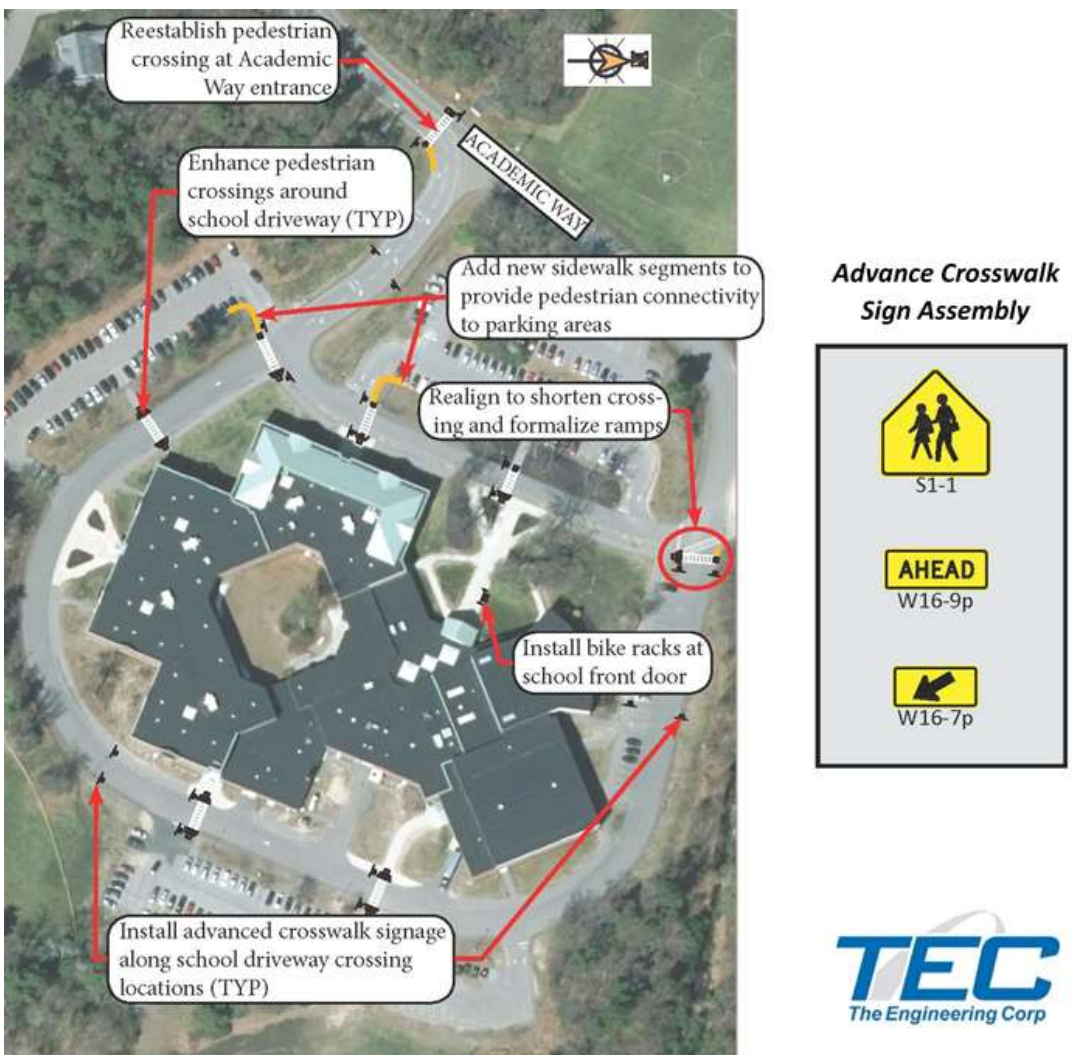 Reestablish pedestrian
crossing at Academic
Way entrance
ACADEMIC WAY
Enhance pedestrian
crossings around
school driveway (TYP)
Add new sidewalk segments to
provide pedestrian connectivity
to parking areas
Realign to shorten cross-
ing and formalize ramps
Install bike racks at
school front door
Install advanced crosswalk signage
along school driveway crossing
locations (TYP)
Advance Crosswalk
Sign Assembly
S1-1
AHEAD
W16-9p
W16-7p
TEC
The Engineering Corp